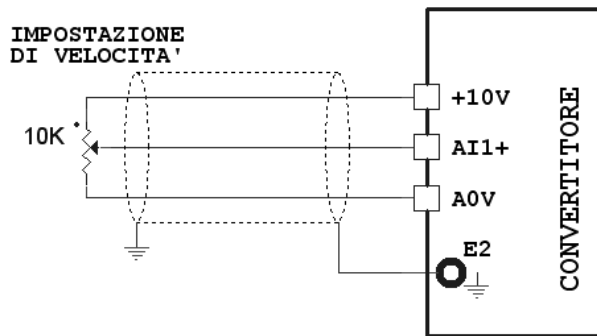 IMPOSTAZIONE
DI VELOCITA'
10K
+10V
AI1+
A0V
E2
CONVERTITORE